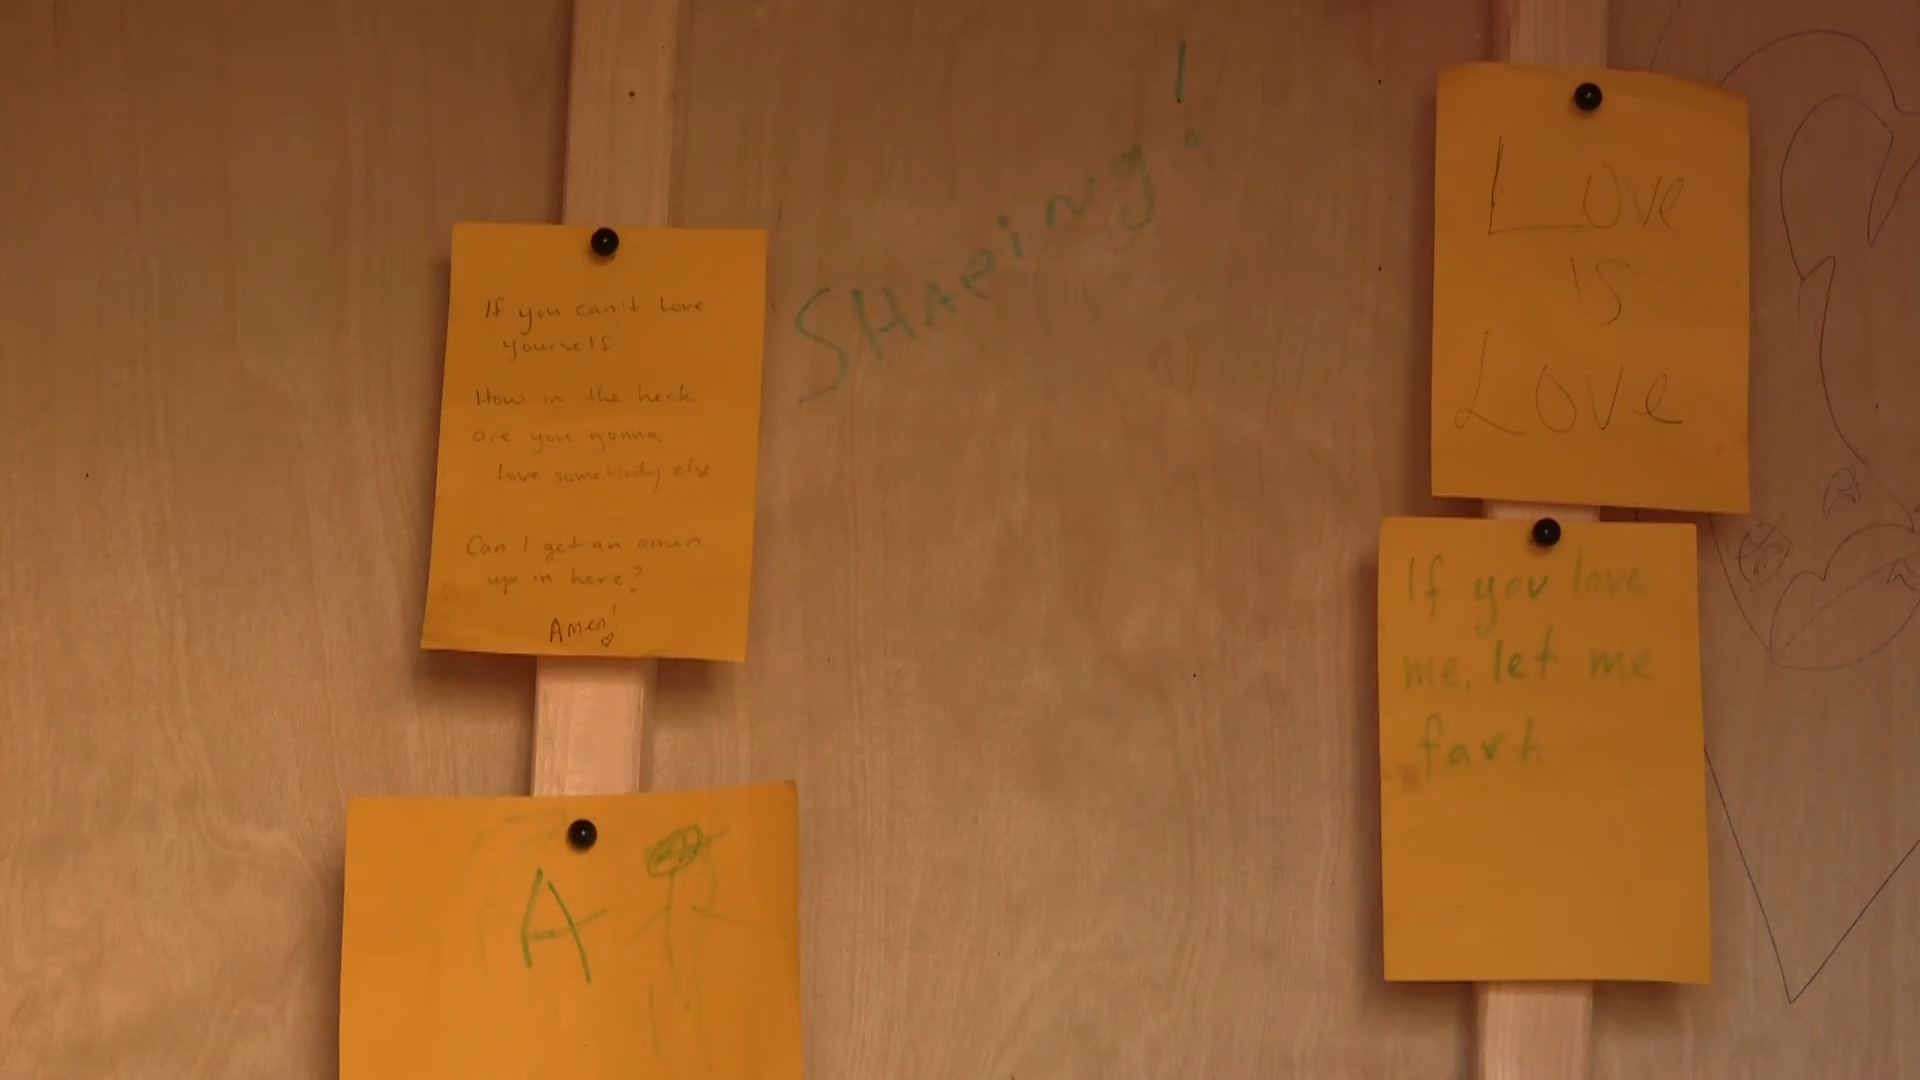 If you can't love
yourself
How in the heck
are you gonna
love somebody else
Can I get an amen
up in here?
Amen!
SHARING!
Love
is
Love
If you love
me, let me
fart.
A